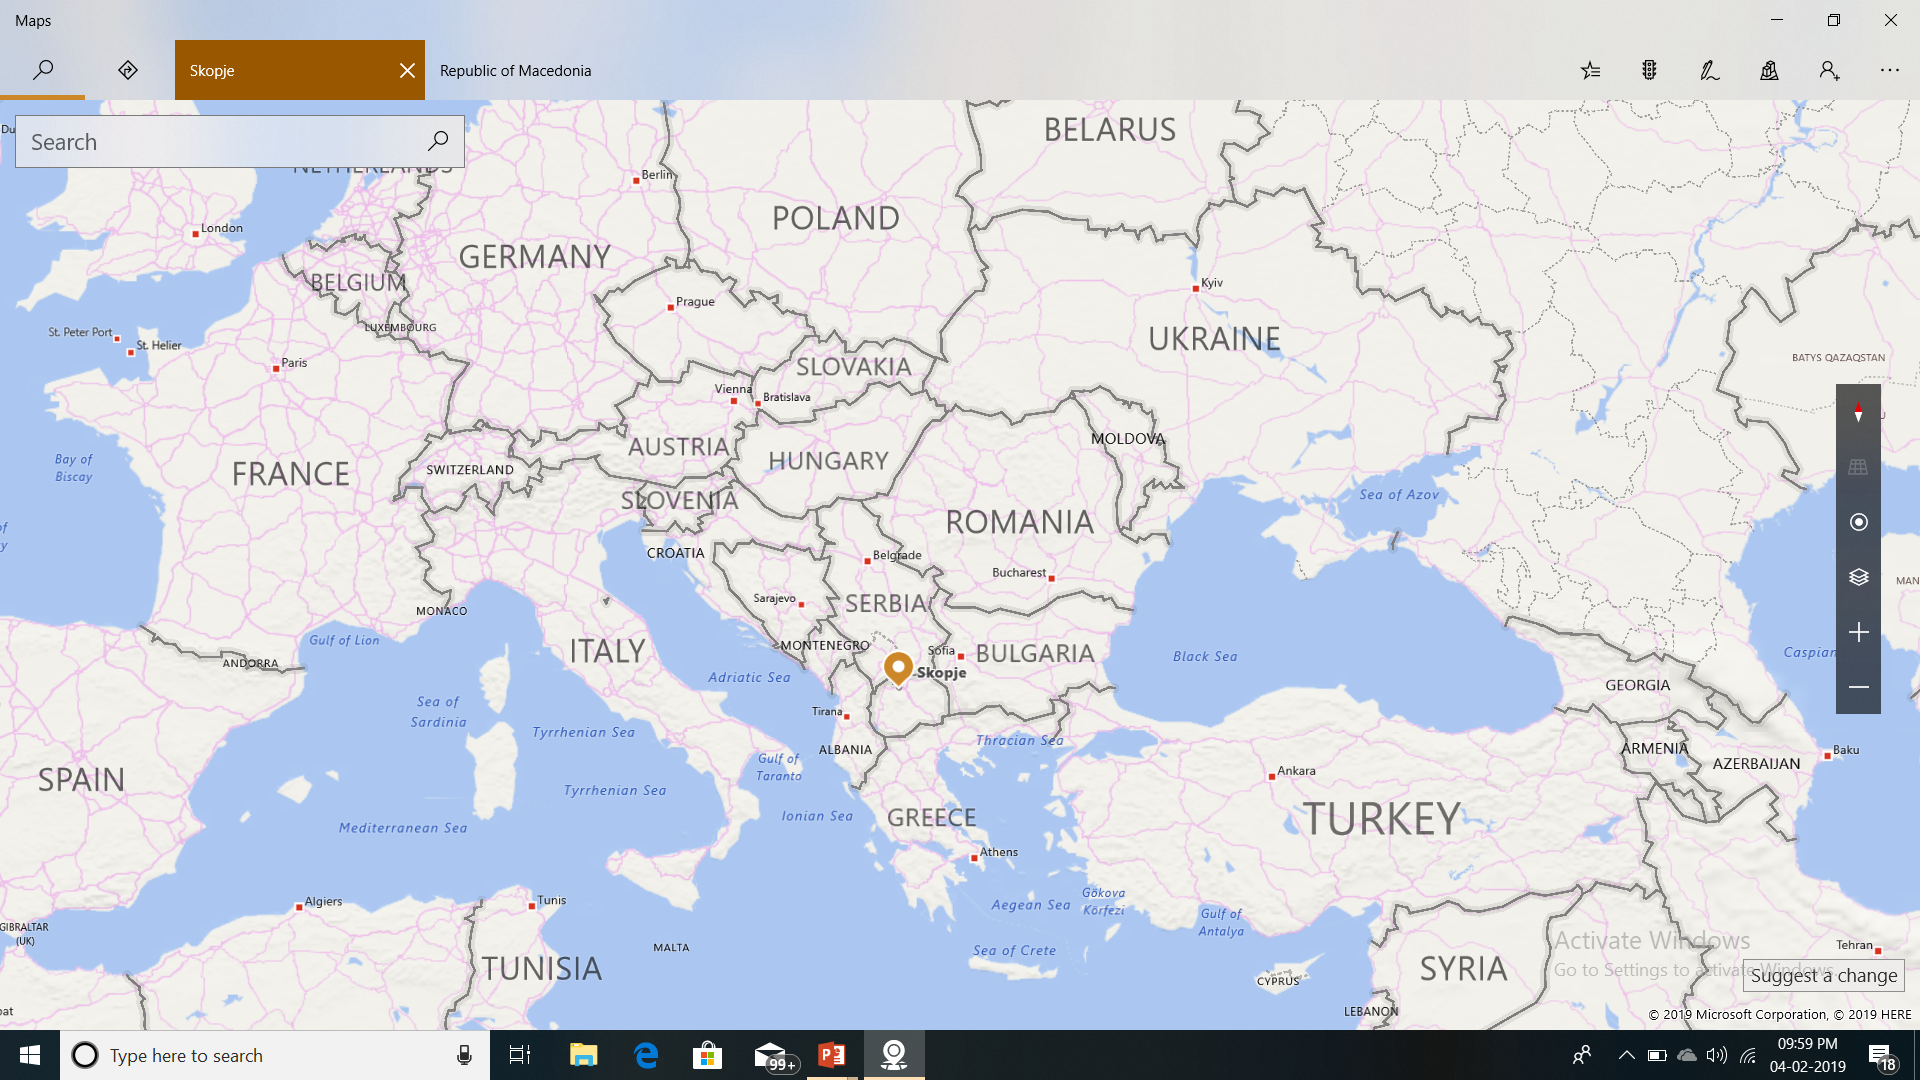 Maps
Skopje
Republic of Macedonia
Search
BELARUS
Berlin
POLAND
London
GERMANY
BELGIUM
Kyiv
Prague
LUXEMBOURG
St. Peter Port
St. Helier
UKRAINE
Paris
SLOVAKIA
BATYS QAZAQSTAN
Vienna
Bratislava
MOLDOVA
AUSTRIA
HUNGARY
Bay of
Biscay
FRANCE
SWITZERLAND
SLOVENIA
Sea of Azov
ROMANIA
CROATIA
Belgrade
Bucharest
MAN
Sarajevo
SERBIA
MONACO
Gulf of Lion
ITALY
MONTENEGRO
Sofia
BULGARIA
Black Sea
Caspian
ANDORRA
Skopje
Adriatic Sea
GEORGIA
Sea of
Sardinia
Tirana
Tyrrhenian Sea
Thracian Sea
ALBANIA
ARMENIA
Baku
AZERBAIJAN
Gulf of
Taranto
Ankara
SPAIN
Tyrrhenian Sea
Ionian Sea
GREECE
TURKEY
Mediterranean Sea
Athens
Algiers
Tunis
Gökova
Körfezi
Aegean Sea
Gulf of
Antalya
GIBRALTAR
(UK)
MALTA
Sea of Crete
Activate Windows
Tehran
TUNISIA
SYRIA
Go to Settings to activate Windows.
Suggest a change
CYPRUS
LEBANON
© 2019 Microsoft Corporation, © 2019 HERE
Type here to search
99+
09:59 PM
04-02-2019
18